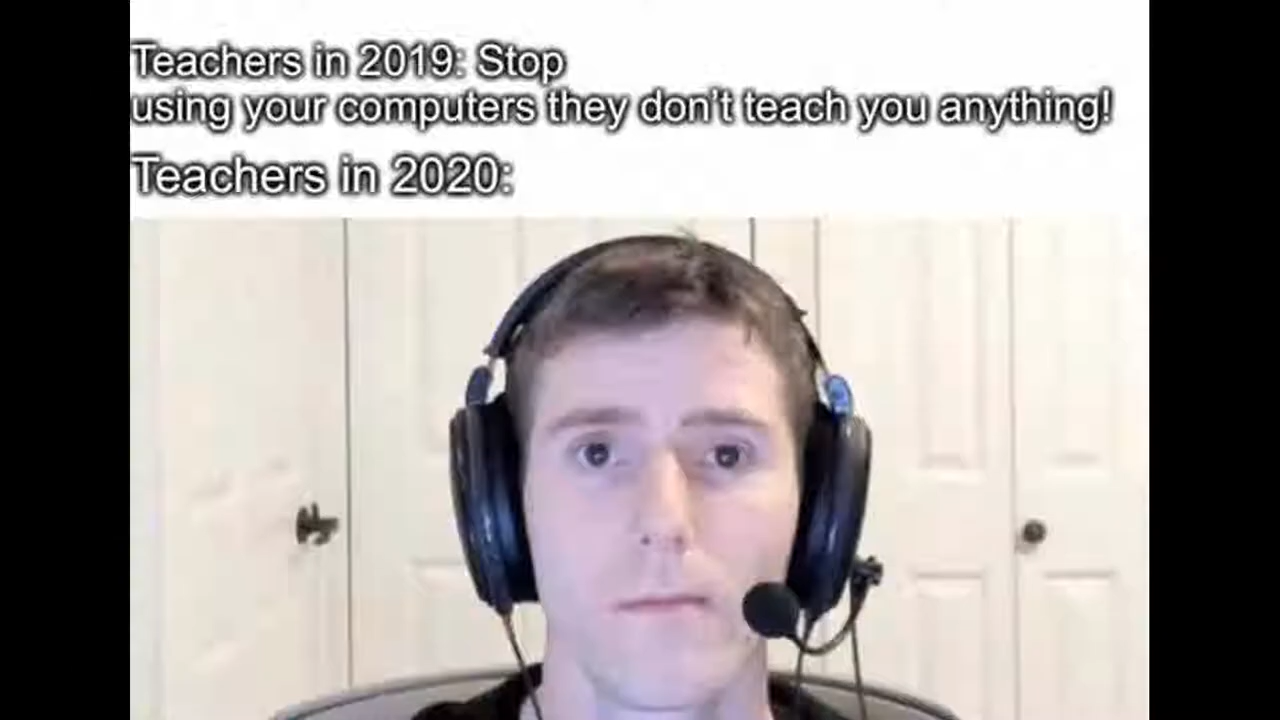 Teachers in 2019: Stop
using your computers they don't teach you anything!
Teachers in 2020: